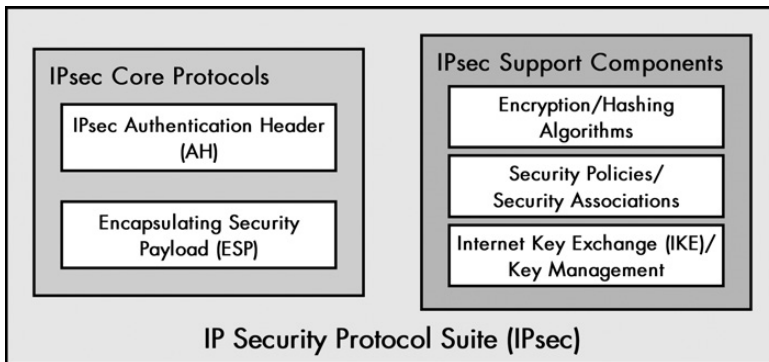 IPsec Core Protocols
IPsec Authentication Header
(AH)
Encapsulating Security
Payload (ESP)
IPsec Support Components
Encryption/Hashing
Algorithms
Security Policies/
Security Associations
Internet Key Exchange (IKE)/
Key Management
IP Security Protocol Suite (IPsec)